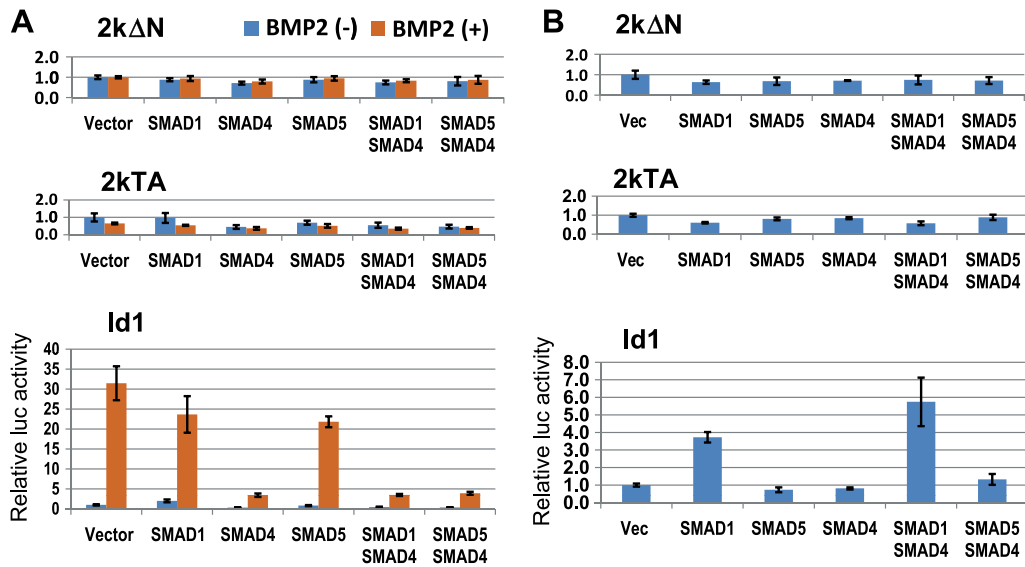 A
2k∆N
BMP2 (-) BMP2 (+)
2.0
1.0
0.0
Vector SMAD1 SMAD4 SMAD5 SMAD1 SMAD5
SMAD4 SMAD4
2kTA
2.0
1.0
0.0
Vector SMAD1 SMAD4 SMAD5 SMAD1 SMAD5
SMAD4 SMAD4
Id1
Relative luc activity
40
35
30
25
20
15
10
5
0
Vector SMAD1 SMAD4 SMAD5 SMAD1 SMAD5
SMAD4 SMAD4
B
2k∆N
2.0
1.0
0.0
Vec SMAD1 SMAD5 SMAD4 SMAD1 SMAD5
SMAD4 SMAD4
2kTA
2.0
1.0
0.0
Vec SMAD1 SMAD5 SMAD4 SMAD1 SMAD5
SMAD4 SMAD4
Id1
Relative luc activity
8.0
7.0
6.0
5.0
4.0
3.0
2.0
1.0
0.0
Vec SMAD1 SMAD5 SMAD4 SMAD1 SMAD5
SMAD4 SMAD4